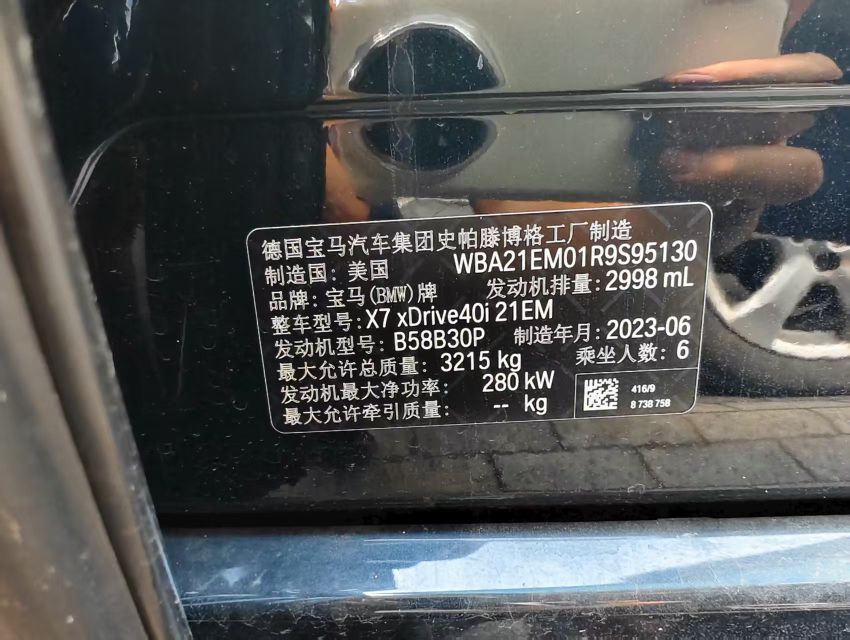 德国宝马汽车集团史帕滕博格工厂制造
制造国: 美国 WBA21EM01R9S95130
品牌: 宝马(BMW)牌 发动机排量: 2998 mL
整车型号: X7 xDrive40i 21EM
发动机型号: B58B30P 制造年月: 2023-06
最大允许总质量: 3215 kg 乘坐人数: 6
发动机最大净功率: 280 kW
最大允许牵引质量: -- kg
416/9
8 738 758